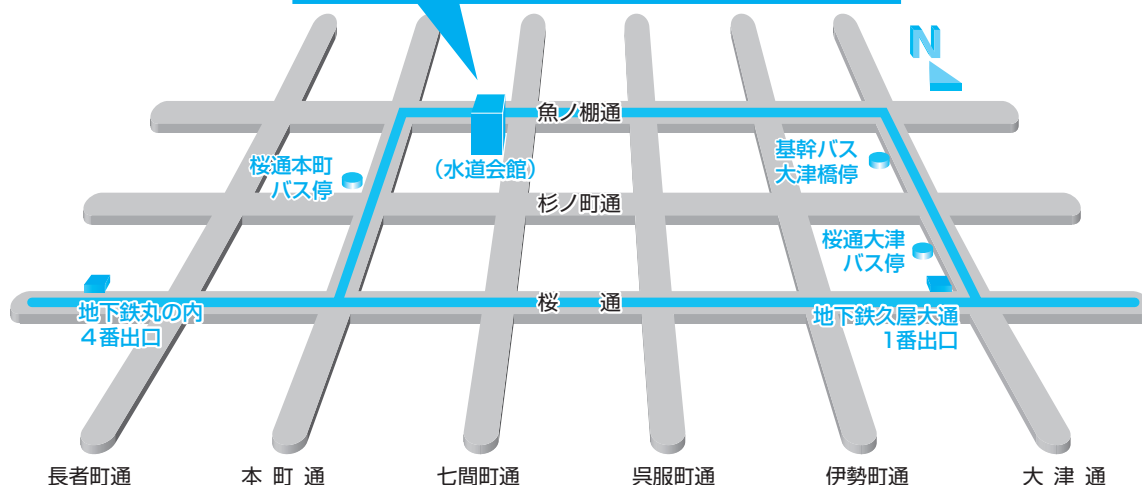 N
魚ノ棚通
(水道会館)
桜通本町
バス停
基幹バス
大津橋停
杉ノ町通
桜通大津
バス停
桜　通
地下鉄丸の内
4番出口
地下鉄久屋大通
1番出口
長者町通
本町通
七間町通
呉服町通
伊勢町通
大津通